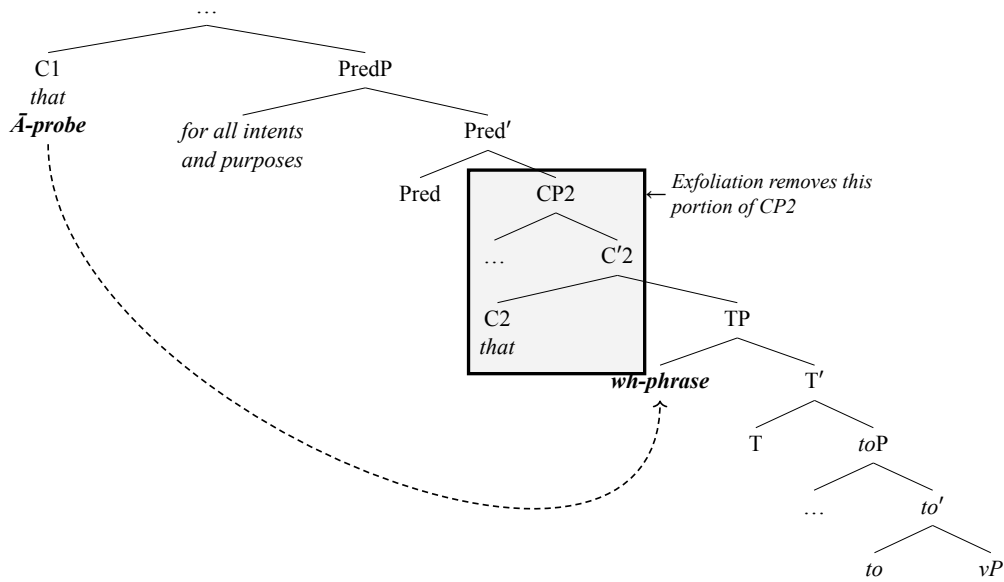 …
C1
that
Ā-probe
PredP
for all intents
and purposes
Pred′
Pred
CP2
← Exfoliation removes this
portion of CP2
…
C′2
C2
that
TP
wh-phrase
T′
T
toP
…
to′
to
vP